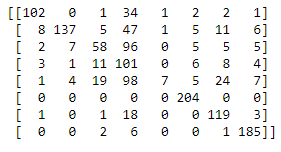 [[102 0 1 34 1 2 2 1]
[ 8 137 5 47 1 5 11 6]
[ 2 7 58 96 0 5 5 5]
[ 3 1 11 101 0 6 8 4]
[ 1 4 19 98 7 5 24 7]
[ 0 0 0 0 0 204 0 0]
[ 1 0 1 18 0 0 119 3]
[ 0 0 2 6 0 0 1 185]]